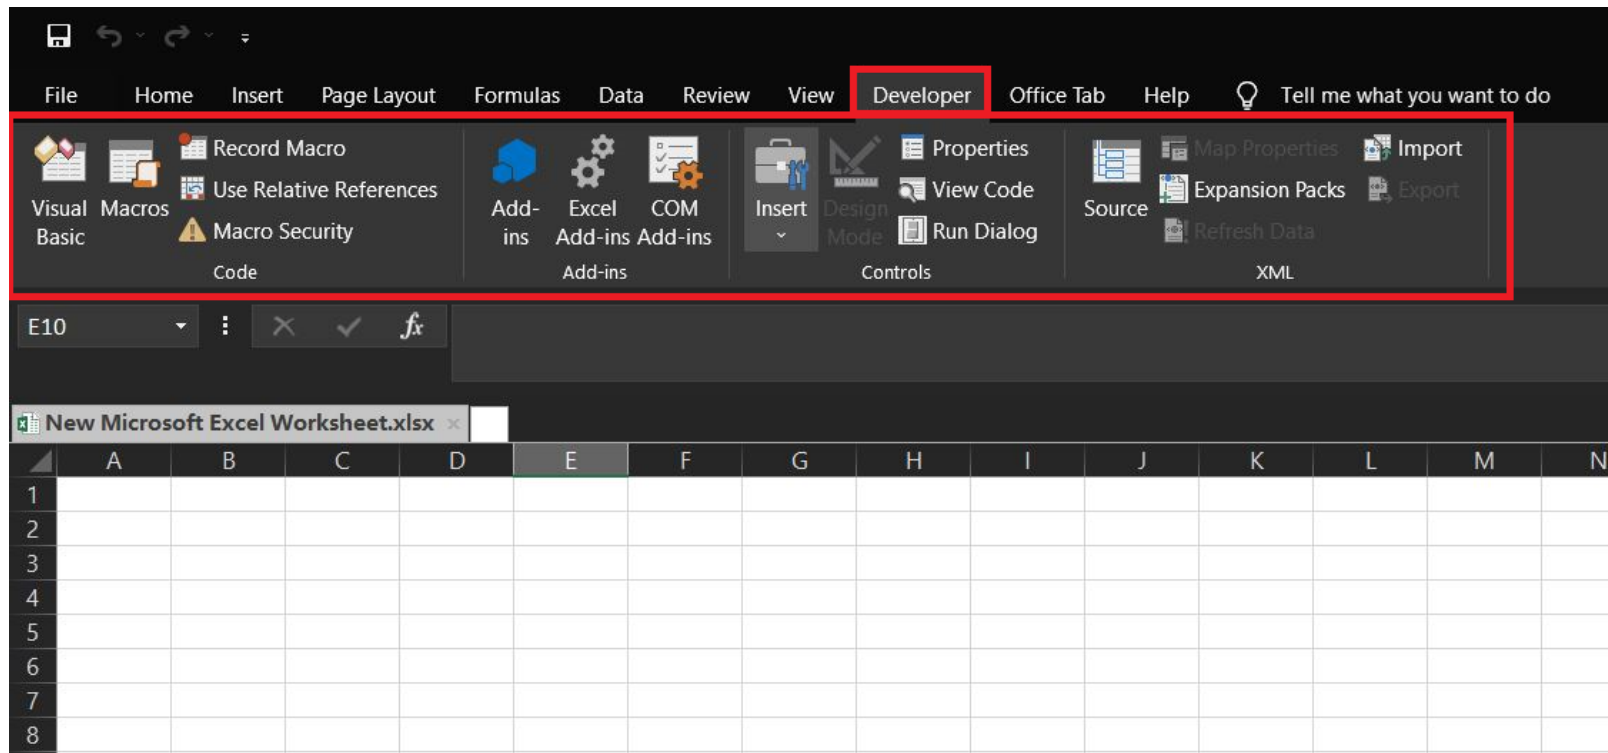 File Home Insert Page Layout Formulas Data Review View Developer Office Tab Help Tell me what you want to do
Visual Basic
Macros
Record Macro
Use Relative References
Macro Security
Code
Add-ins
Excel Add-ins
COM Add-ins
Add-ins
Insert
Design Mode
Properties
View Code
Run Dialog
Controls
Source
Map Properties
Expansion Packs
Refresh Data
Import
Export
XML
E10 fx
New Microsoft Excel Worksheet.xlsx
A B C D E F G H I J K L M N
1
2
3
4
5
6
7
8